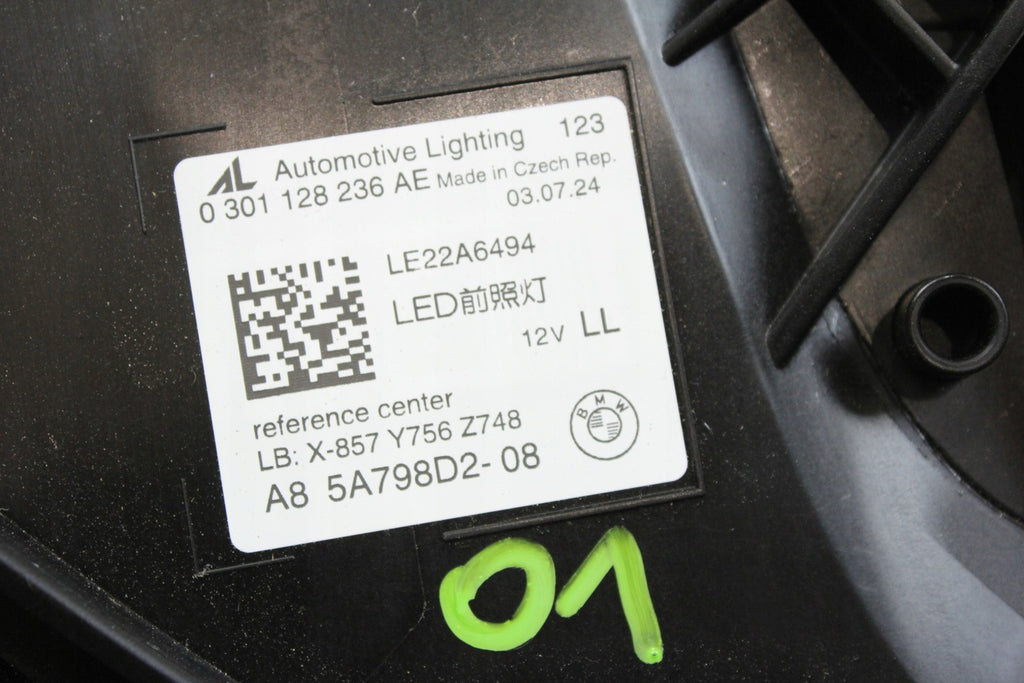 AL Automotive Lighting 123
0 301 128 236 AE Made in Czech Rep.
03.07.24
LE22A6494
LED前照灯
12V LL
reference center
LB: X-857 Y756 Z748
A8 5A798D2- 08
BMW
01